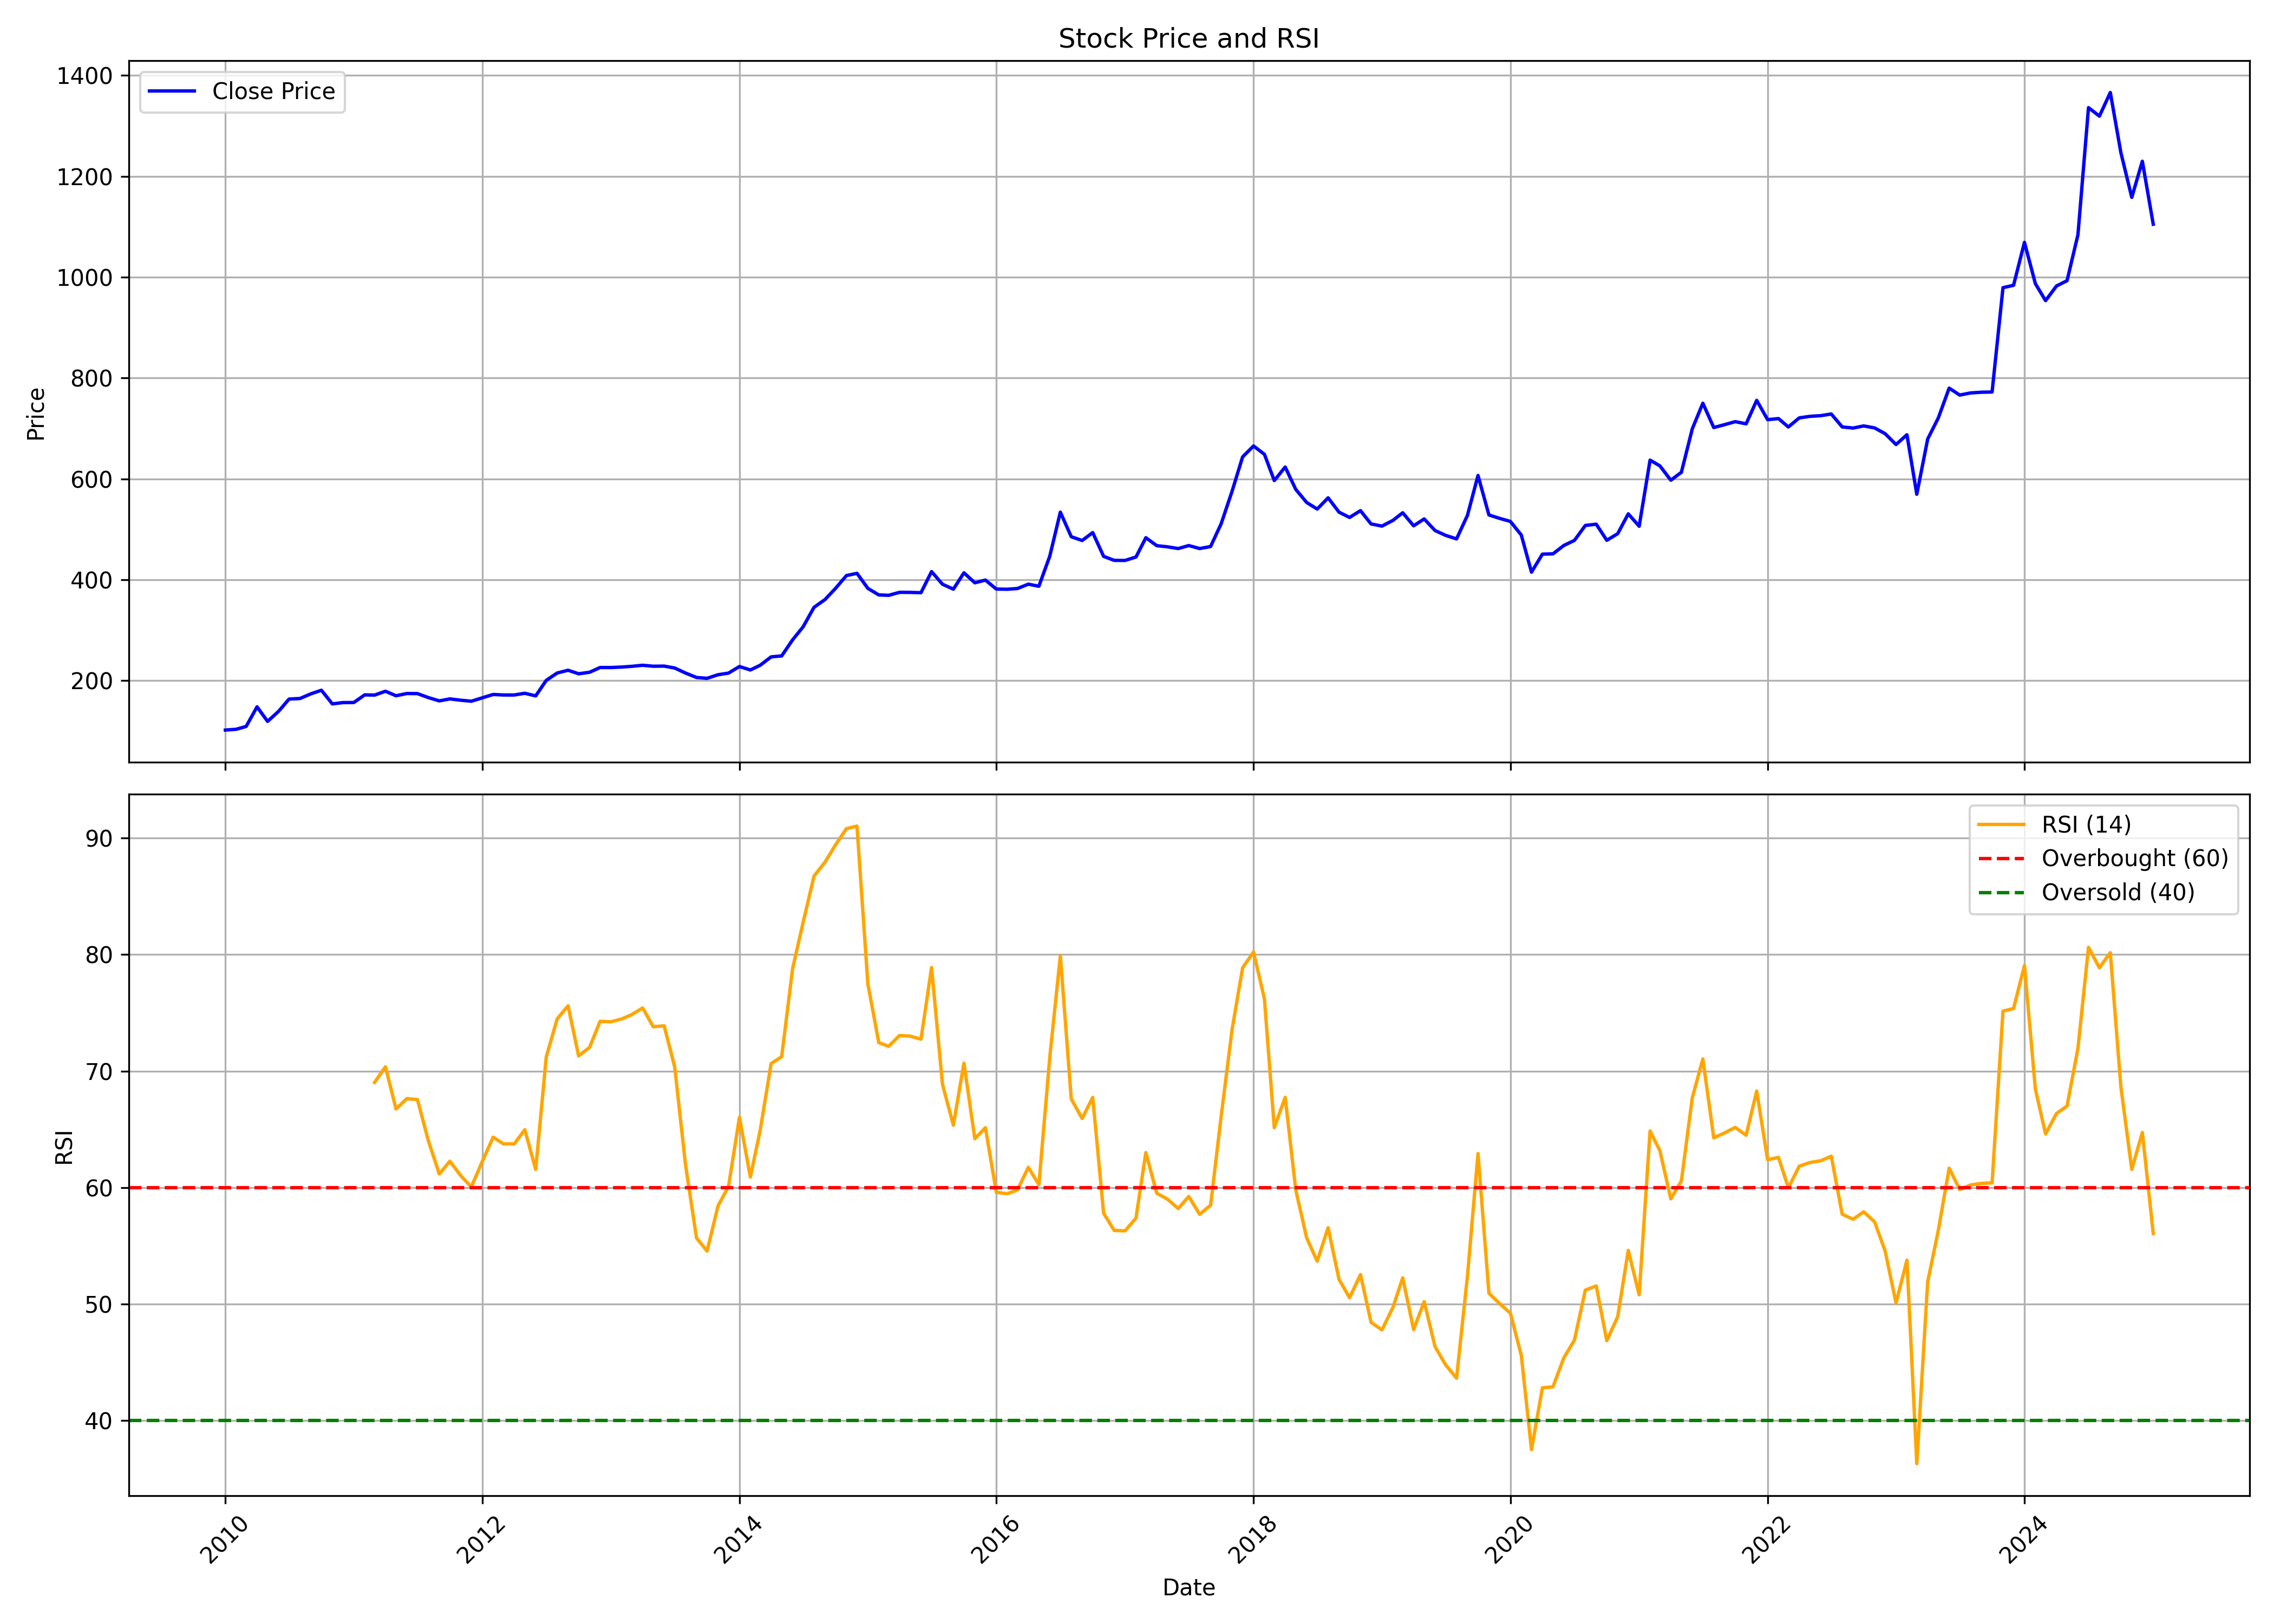 Stock Price and RSI
Close Price
1400
1200
1000
800
600
400
200
Price
RSI (14)
Overbought (60)
Oversold (40)
90
80
70
60
50
40
RSI
2010
2012
2014
2016
2018
2020
2022
2024
Date